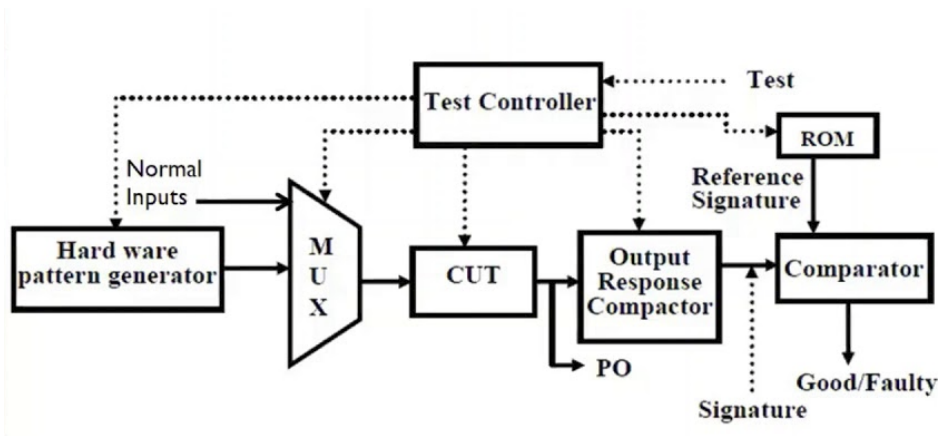 Test Controller
Test
ROM
Normal
Inputs
Reference
Signature
Hard ware
pattern generator
M
U
X
CUT
Output
Response
Compactor
Comparator
PO
Good/Faulty
Signature